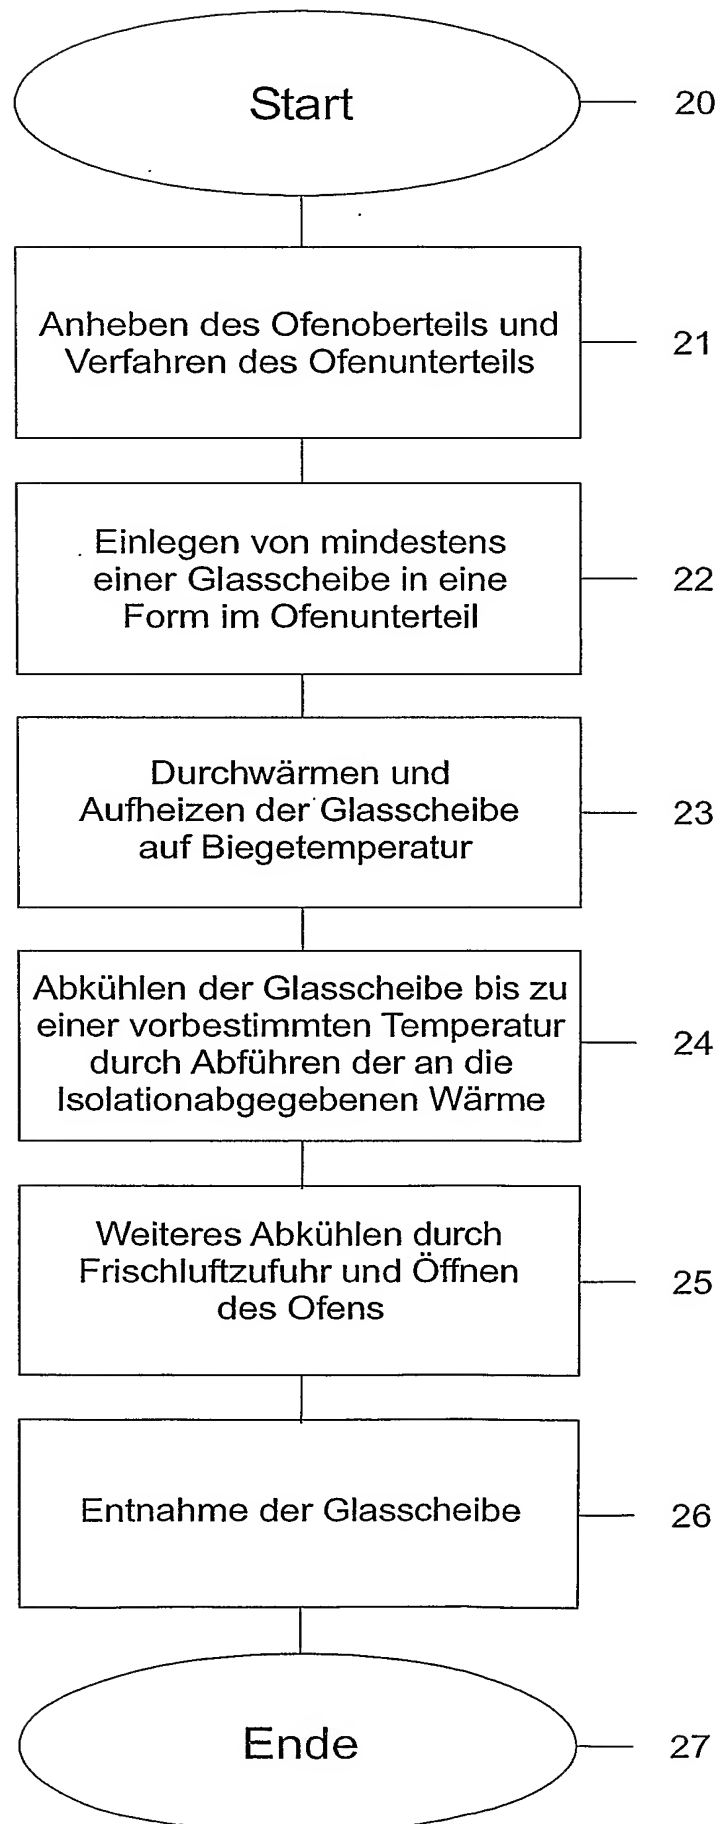 Start
20
Anheben des Ofenoberteils und
Verfahren des Ofenunterteils
21
Einlegen von mindestens
einer Glasscheibe in eine
Form im Ofenunterteil
22
Durchwärmen und
Aufheizen der Glasscheibe
auf Biegetemperatur
23
Abkühlen der Glasscheibe bis zu
einer vorbestimmten Temperatur
durch Abführen der an die
Isolationabgegebenen Wärme
24
Weiteres Abkühlen durch
Frischluftzufuhr und Öffnen
des Ofens
25
Entnahme der Glasscheibe
26
Ende
27